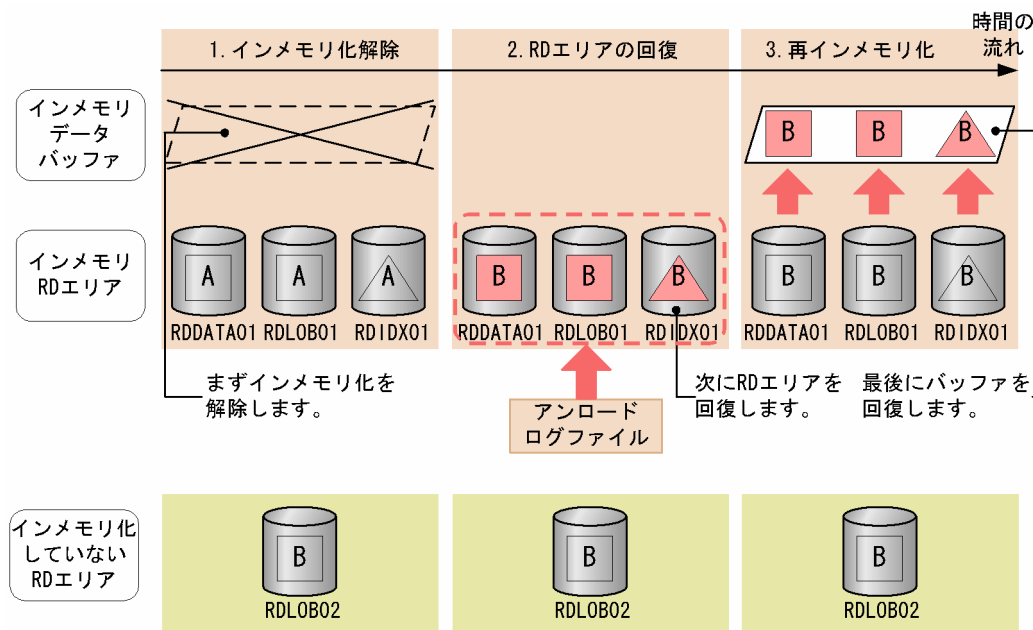 時間の
流れ
1. インメモリ化解除
2. RDエリアの回復
3. 再インメモリ化
インメモリ
データ
バッファ
B
B
B
インメモリ
RDエリア
A
A
A
RDDATA01
RDLOB01
RDIDX01
B
B
B
RDDATA01
RDLOB01
RDIDX01
B
B
B
RDDATA01
RDLOB01
RDIDX01
まずインメモリ化を
解除します。
アンロード
ログファイル
次にRDエリアを
回復します。
最後にバッファを
回復します。
インメモリ化
していない
RDエリア
B
RDLOB02
B
RDLOB02
B
RDLOB02